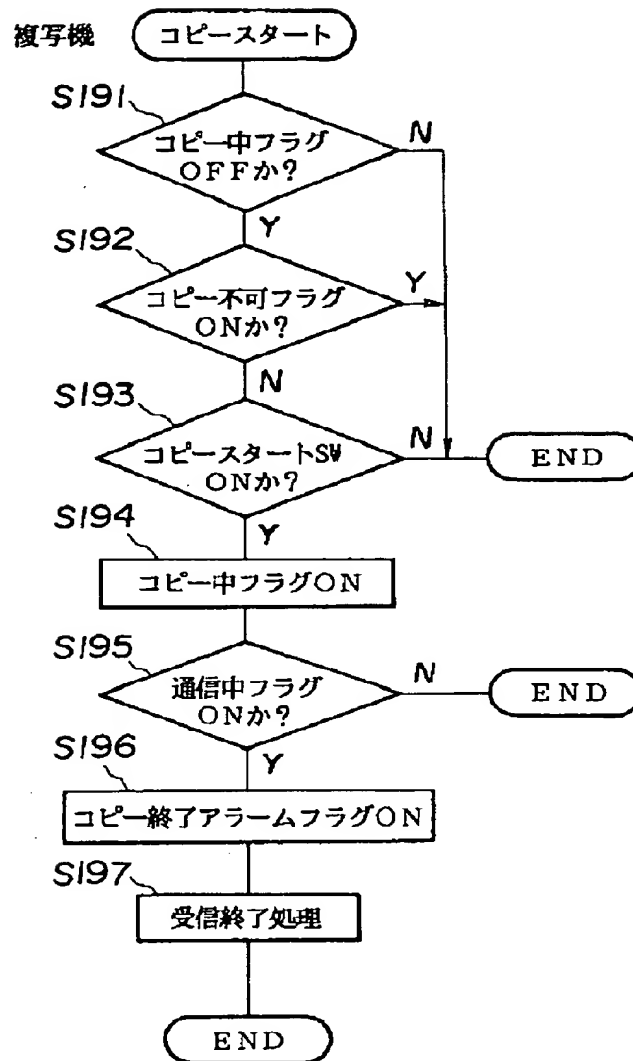 複写機
コピースタート
S191
コピー中フラグ
OFFか?
N
Y
S192
コピー不可フラグ
ONか?
Y
N
S193
コピースタートSW
ONか?
N
END
Y
S194
コピー中フラグON
S195
通信中フラグ
ONか?
N
END
Y
S196
コピー終了アラームフラグON
S197
受信終了処理
END